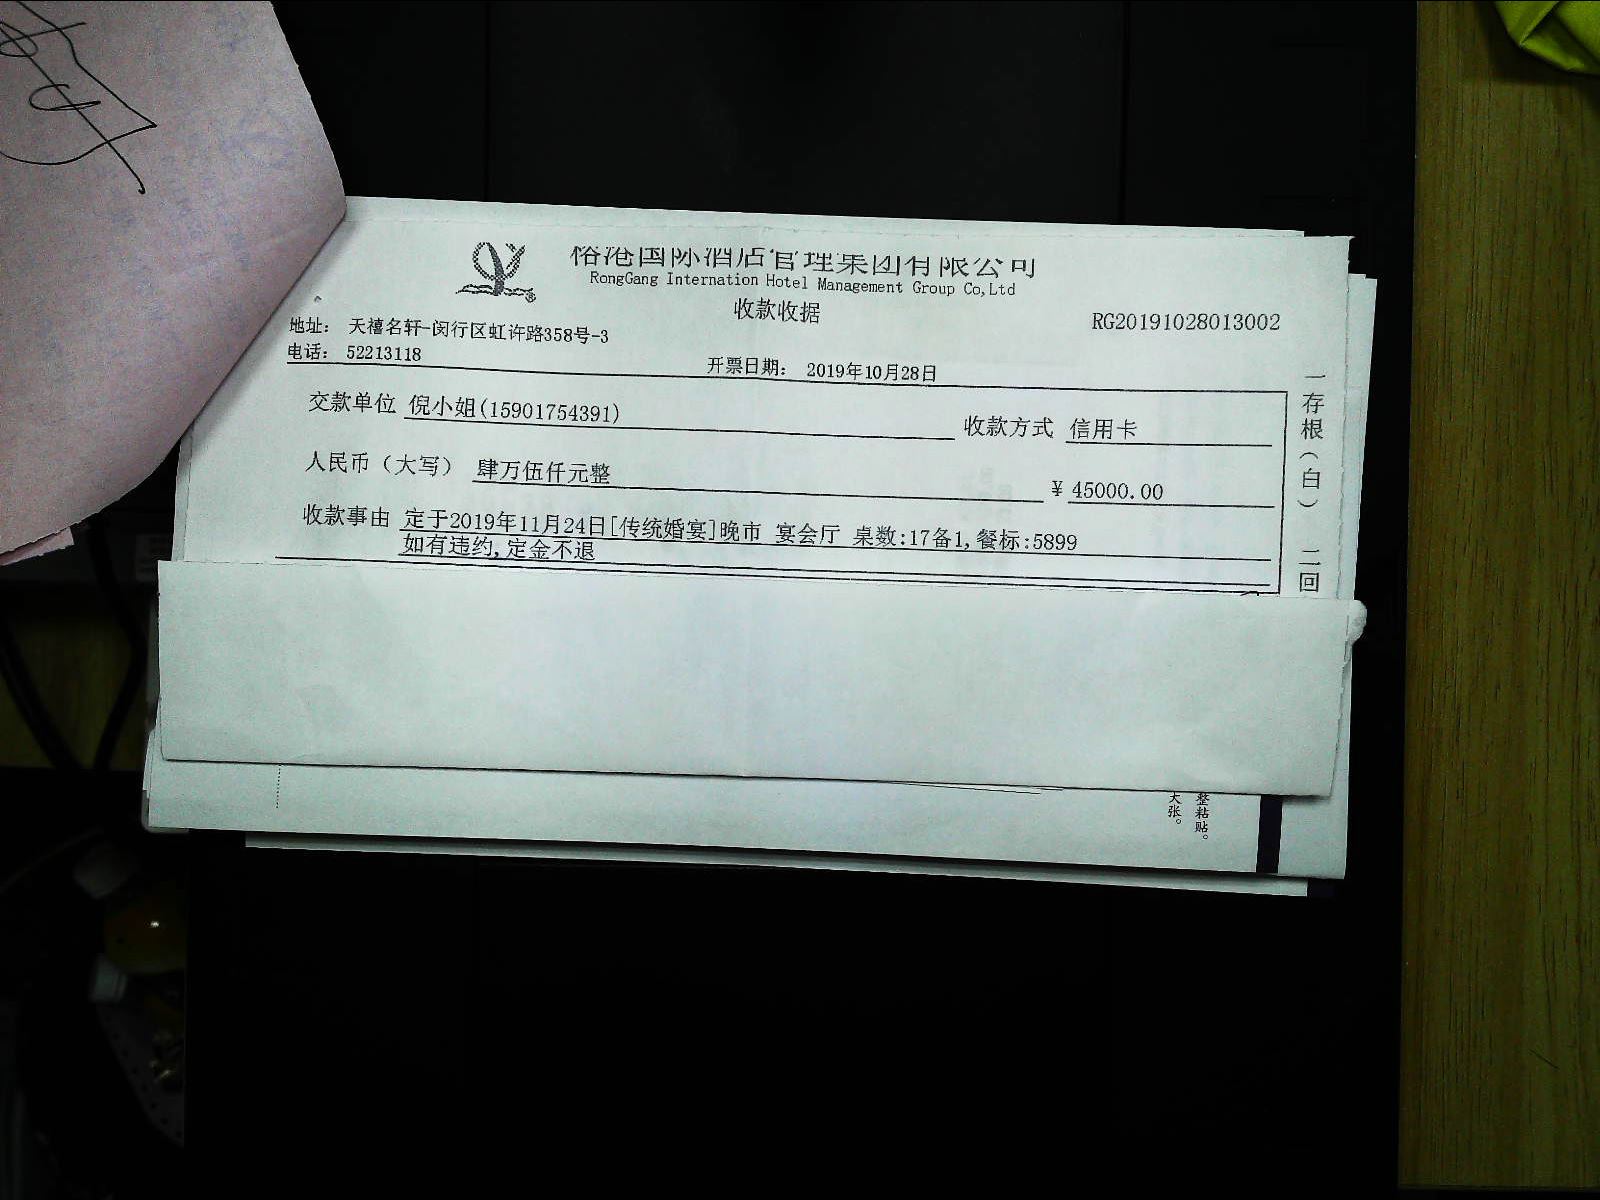 榕港国际酒店管理集团有限公司
RongGang Internation Hotel Management Group Co,Ltd
收款收据
RG20191028013002
地址： 天禧名轩-闵行区虹许路358号-3
电话： 52213118
开票日期： 2019年10月28日
交款单位 倪小姐(15901754391)
收款方式 信用卡
人民币（大写） 肆万伍仟元整
¥ 45000.00
收款事由 定于2019年11月24日[传统婚宴]晚市 宴会厅 桌数:17备1,餐标:5899
如有违约,定金不退
一存根（白） 二回
整粘贴。
大张。